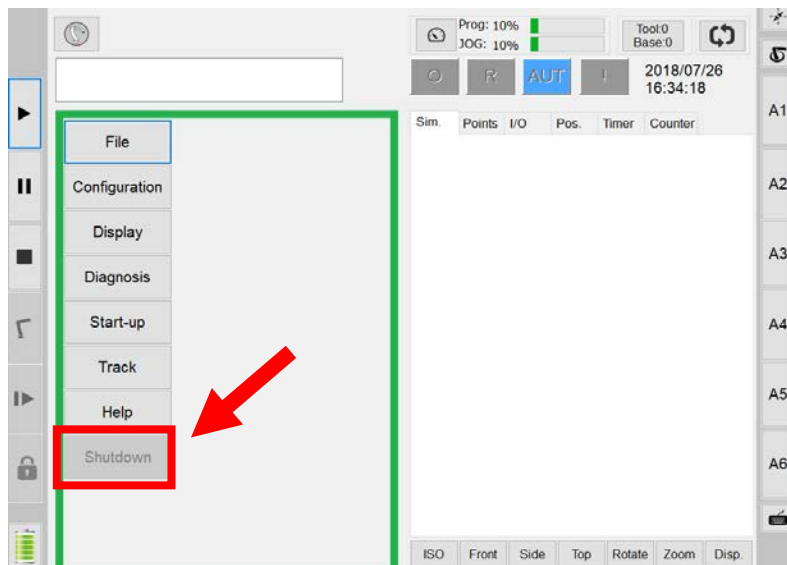 Prog: 10%
JOG: 10%
Tool:0
Base:0
O R AUT I
2018/07/26
16:34:18
Sim. Points I/O Pos. Timer Counter
File
Configuration
Display
Diagnosis
Start-up
Track
Help
Shutdown
A1
A2
A3
A4
A5
A6
ISO Front Side Top Rotate Zoom Disp.